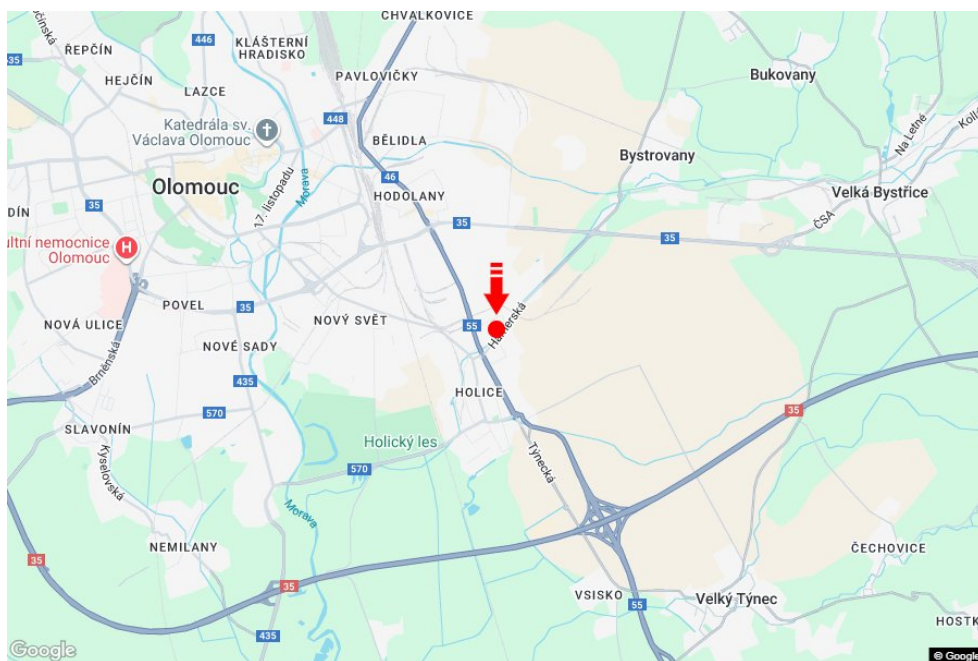 CHVÁLKOVICE
446
KLÁŠTERNÍ
HRADISKO
ŘEPČÍN
35
HEJČÍN
LAZCE
PAVLOVIČKY
Bukovany
Na Letné
Katedrála sv.
Václava Olomouc
448
BĚLIDLA
Bystrovany
Olomouc
17. listopadu
Morava
46
HODOLANY
Velká Bystřice
ČSA
35
35
35
ultní nemocnice
Olomouc
H
POVEL
35
NOVÝ SVĚT
55
Hamerská
NOVÁ ULICE
Brněnská
NOVÉ SADY
435
HOLICE
570
35
SLAVONÍN
Holický les
Týnecká
Kyselovská
570
Morava
NEMILANY
35
35
ČECHOVICE
VSISKO
55
Velký Týnec
435
HOSTK
Google
© Google